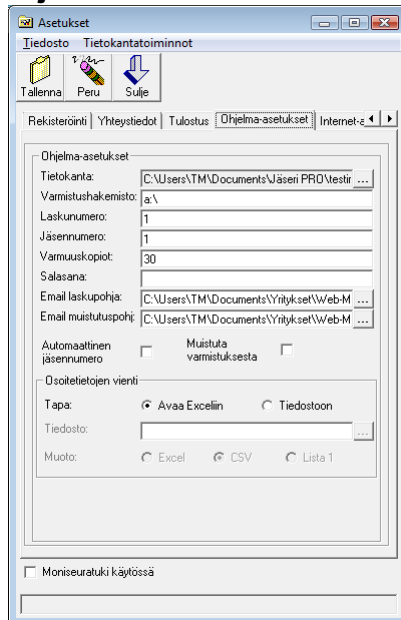 Asetukset
Tiedosto Tietokantatoiminnot
Tallenna Peru Sulje
Rekisteröinti Yhteystiedot Tulostus Ohjelma-asetukset Internet-a
Ohjelma-asetukset
Tietokanta: C:\Users\TM\Documents\Jäseri PRO\testir ...
Varmistushakemisto: a:\
Laskunumero: 1
Jäsennumero: 1
Varmuuskopiot: 30
Salasana:
Email laskupohja: C:\Users\TM\Documents\Yritykset\Web-M ...
Email muistutuspohj: C:\Users\TM\Documents\Yritykset\Web-M ...
Automaattinen jäsennumero Muistuta varmistuksesta
Osoitetietojen vienti
Tapa: Avaa Exceliin Tiedostoon
Tiedosto: ...
Muoto: Excel CSV Lista 1
Moniseuratuki käytössä